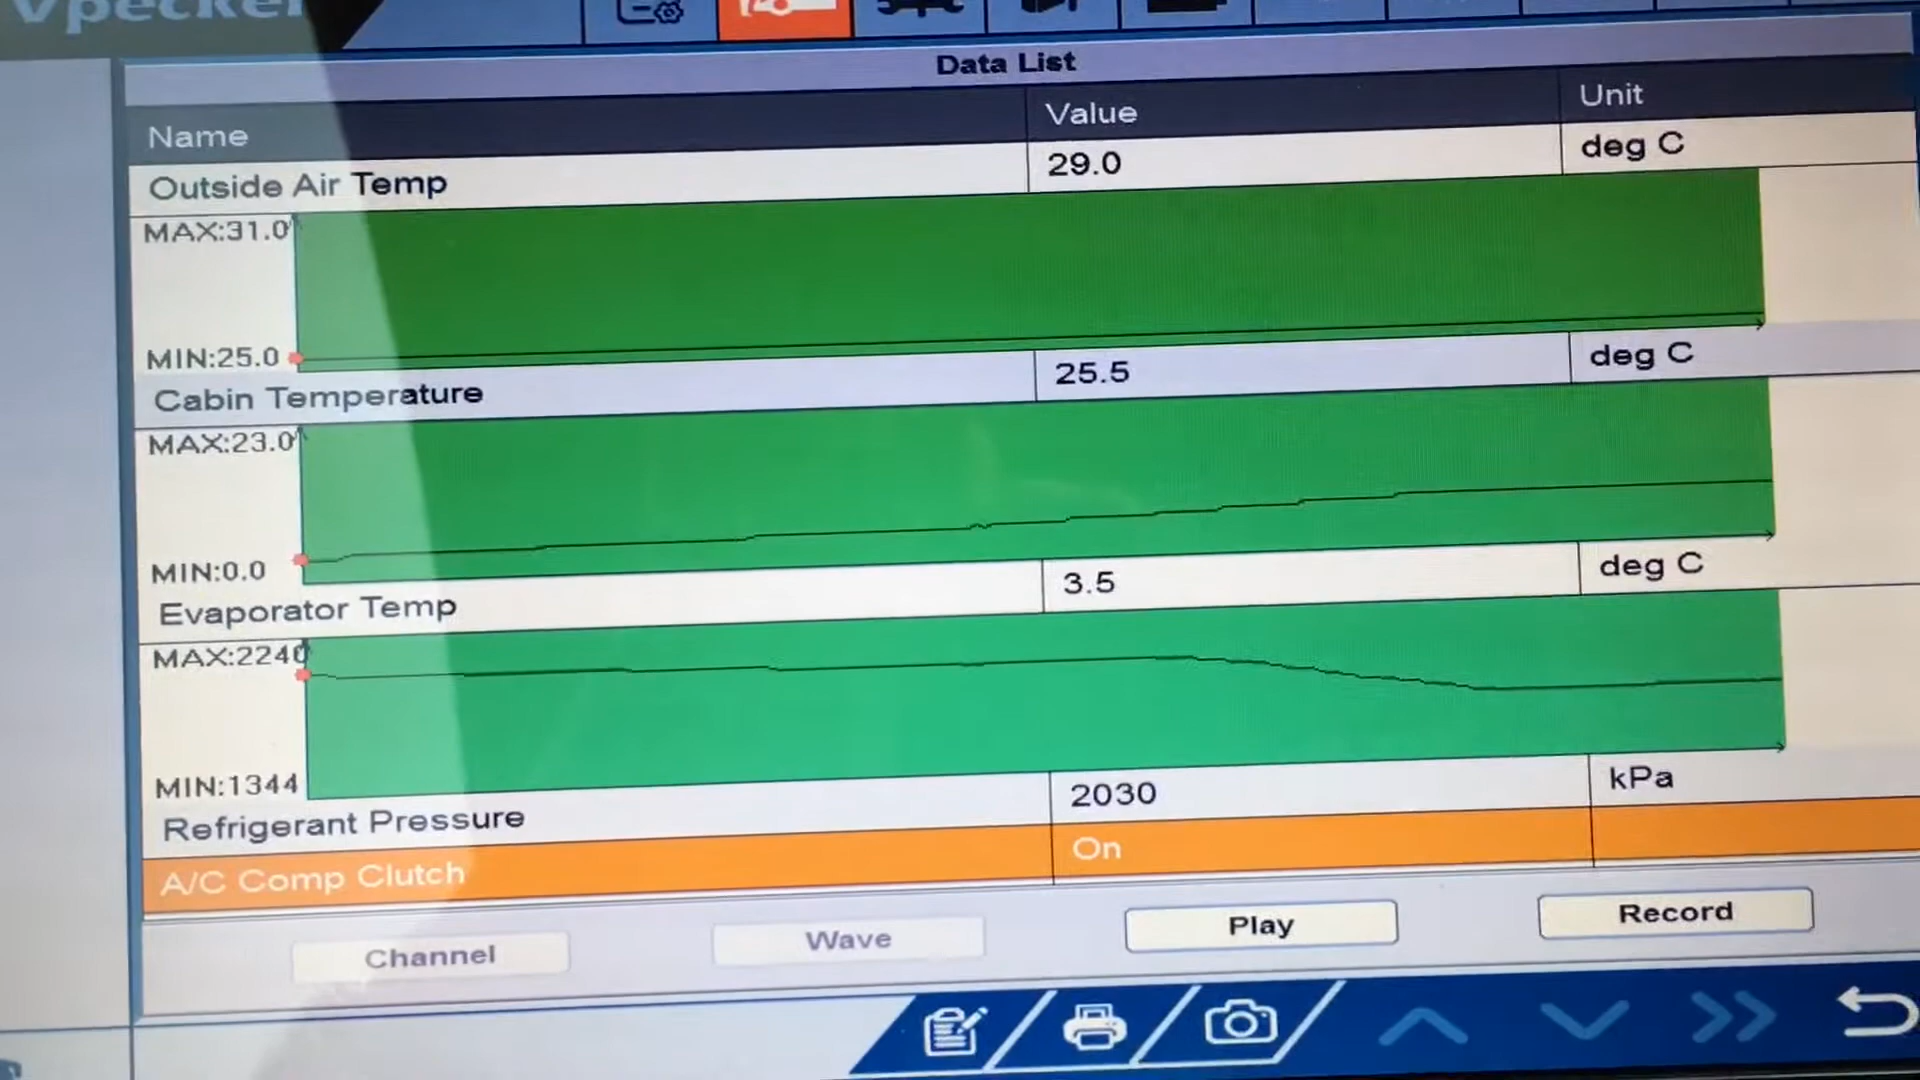 Vpecker
Data List
Name Value Unit
Outside Air Temp 29.0 deg C
MAX:31.0
MIN:25.0
Cabin Temperature 25.5 deg C
MAX:23.0
MIN:0.0
Evaporator Temp 3.5 deg C
MAX:2240
MIN:1344
Refrigerant Pressure 2030 kPa
A/C Comp Clutch On
Channel Wave Play Record